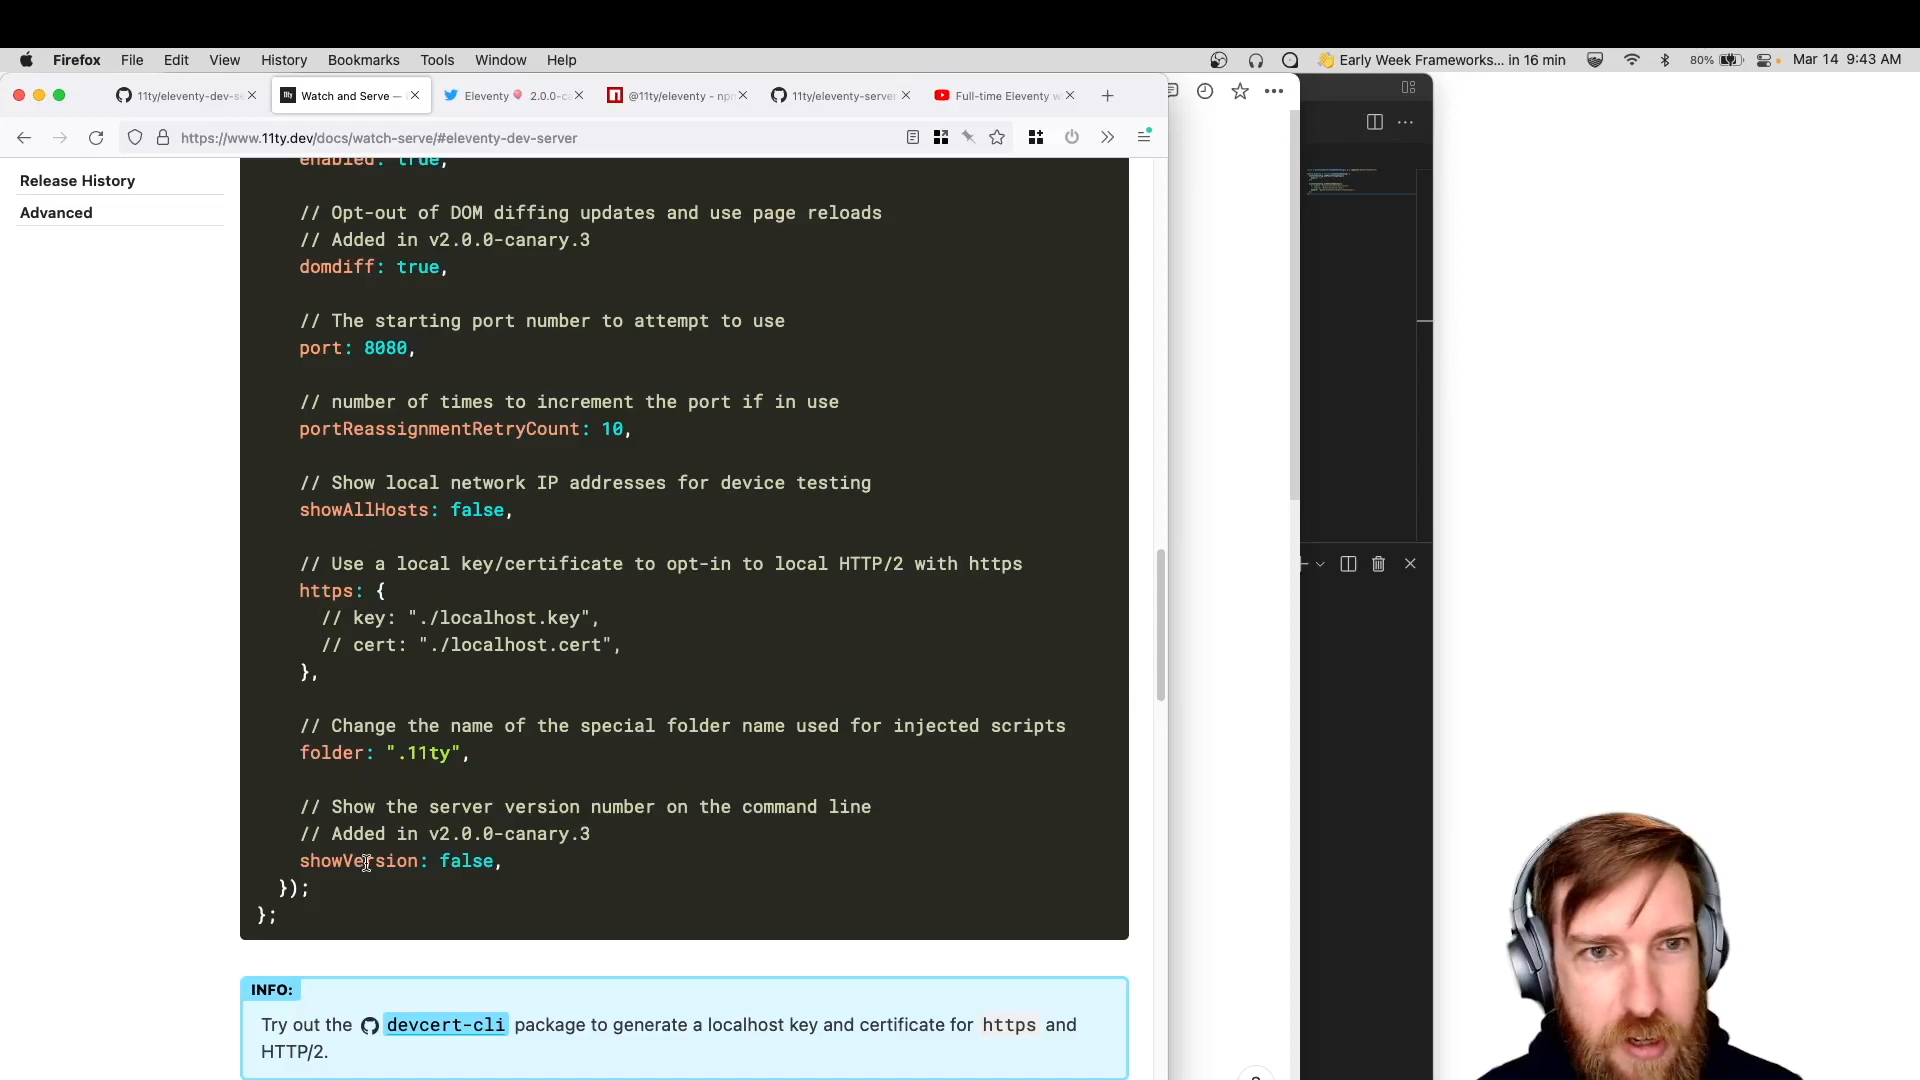 Firefox File Edit View History Bookmarks Tools Window Help
Early Week Frameworks... in 16 min 80% Mar 14 9:43 AM
11ty/eleventy-dev-s
Watch and Serve —
Eleventy 2.0.0-c
@11ty/eleventy - np
11ty/eleventy-server
Full-time Eleventy w
https://www.11ty.dev/docs/watch-serve/#eleventy-dev-server
Release History
Advanced
enabled: true,
// Opt-out of DOM diffing updates and use page reloads
// Added in v2.0.0-canary.3
domdiff: true,
// The starting port number to attempt to use
port: 8080,
// number of times to increment the port if in use
portReassignmentRetryCount: 10,
// Show local network IP addresses for device testing
showAllHosts: false,
// Use a local key/certificate to opt-in to local HTTP/2 with https
https: {
// key: "./localhost.key",
// cert: "./localhost.cert",
},
// Change the name of the special folder name used for injected scripts
folder: ".11ty",
// Show the server version number on the command line
// Added in v2.0.0-canary.3
showVersion: false,
});
};
INFO:
Try out the devcert-cli package to generate a localhost key and certificate for https and
HTTP/2.